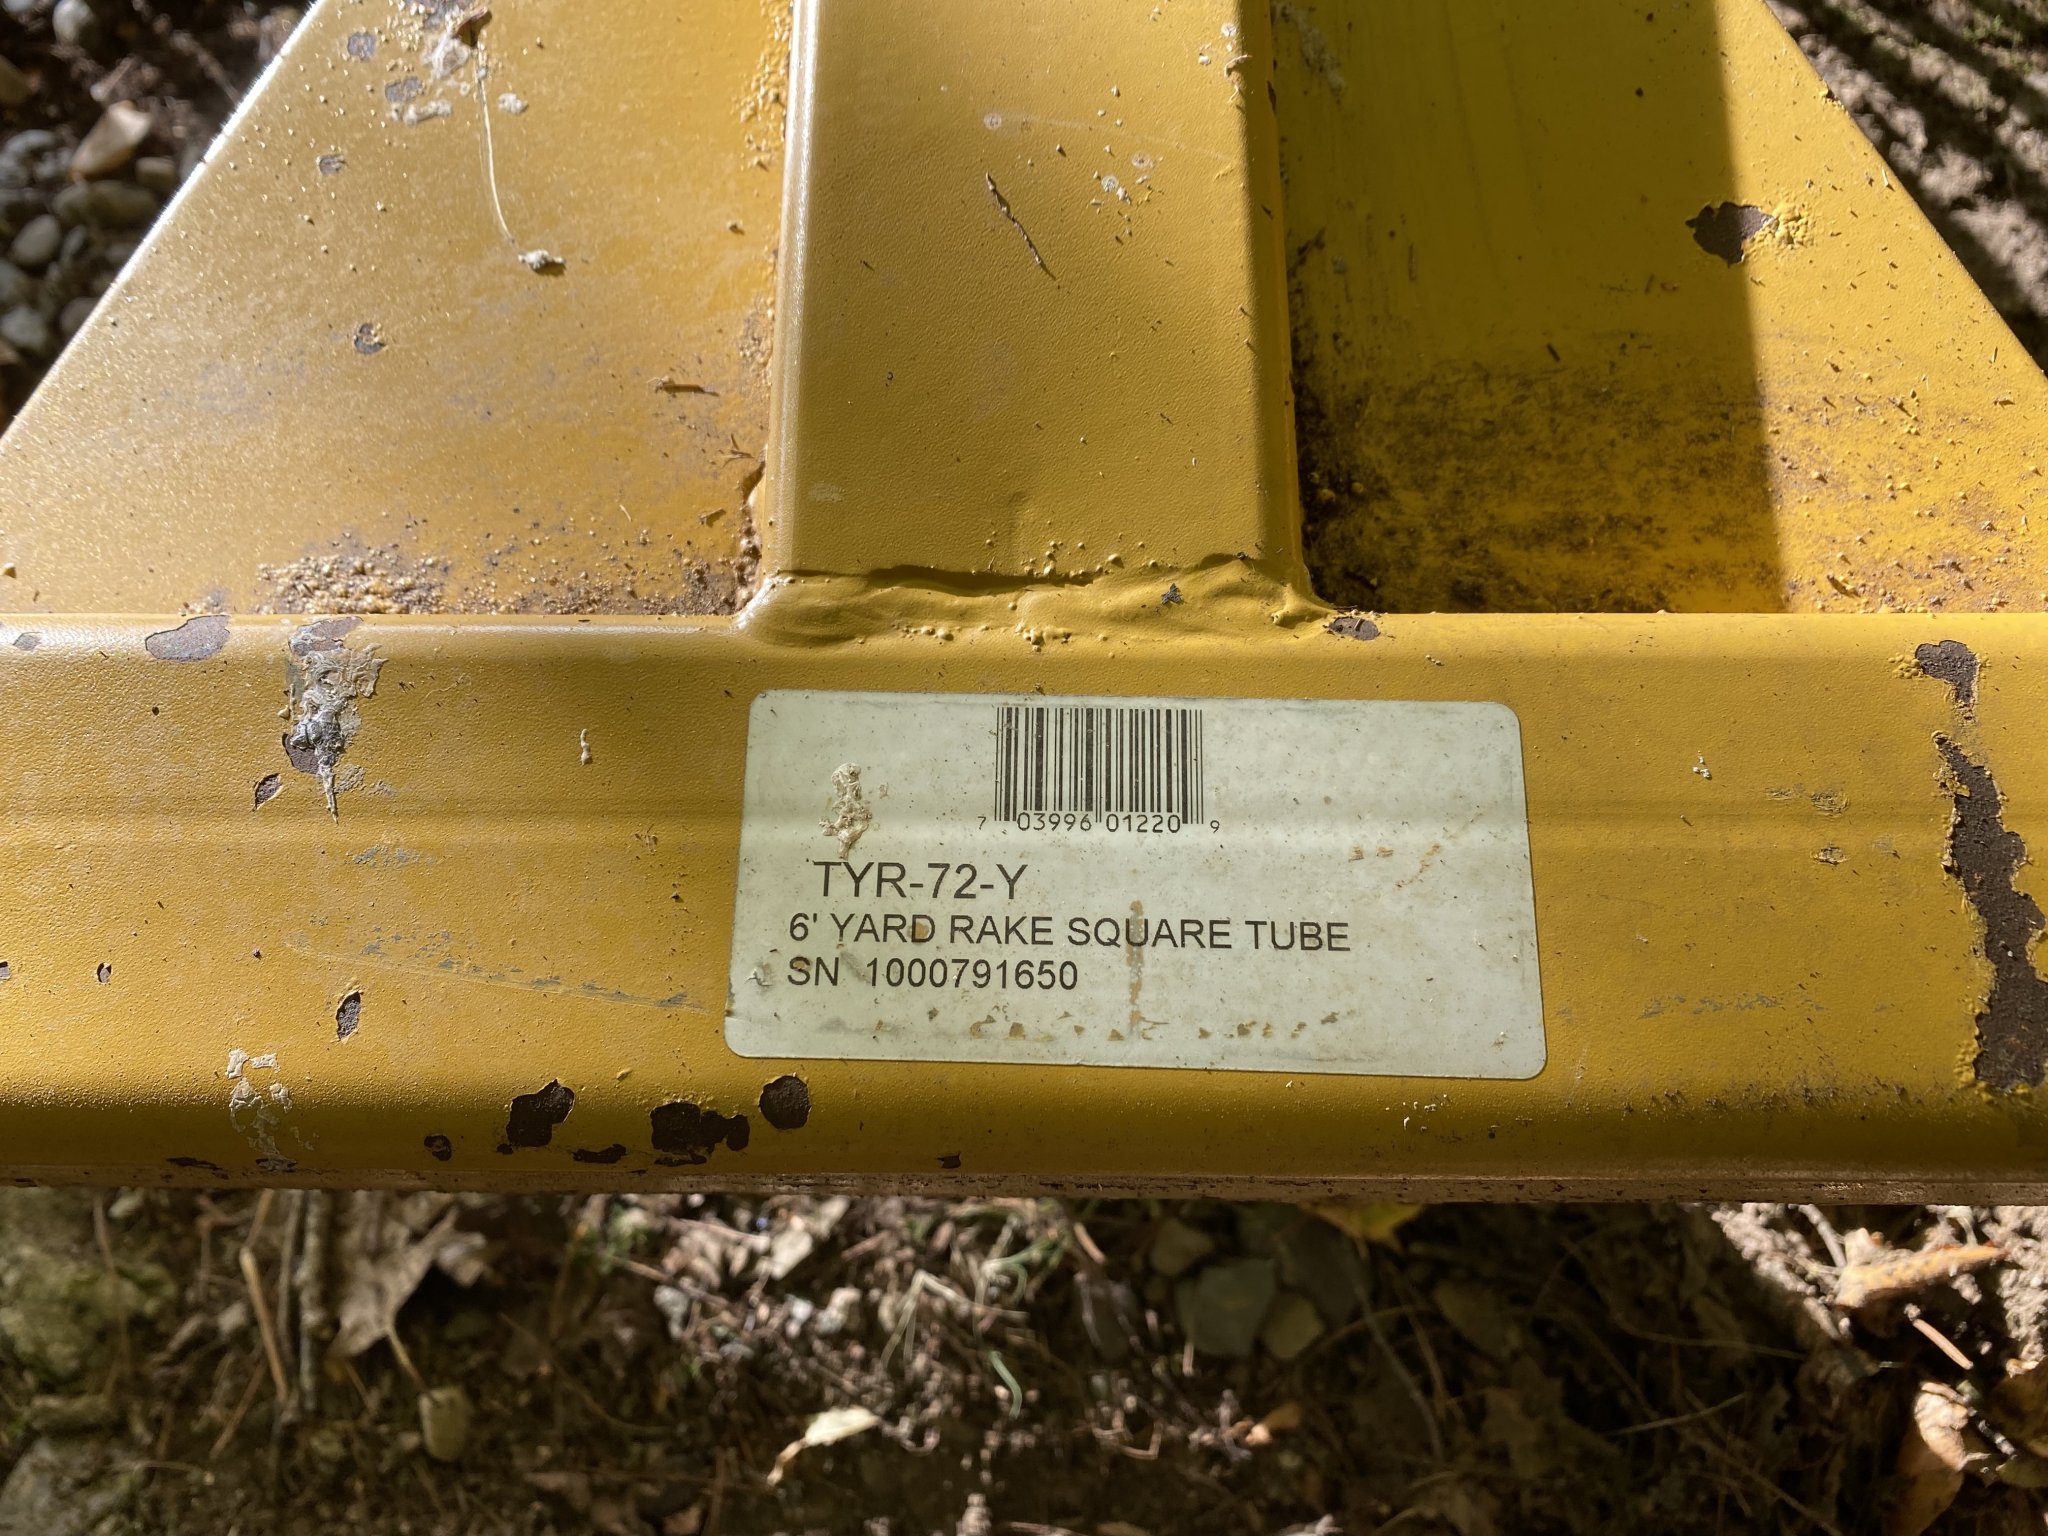 7 03996 01220 9
TYR-72-Y
6' YARD RAKE SQUARE TUBE
SN 1000791650